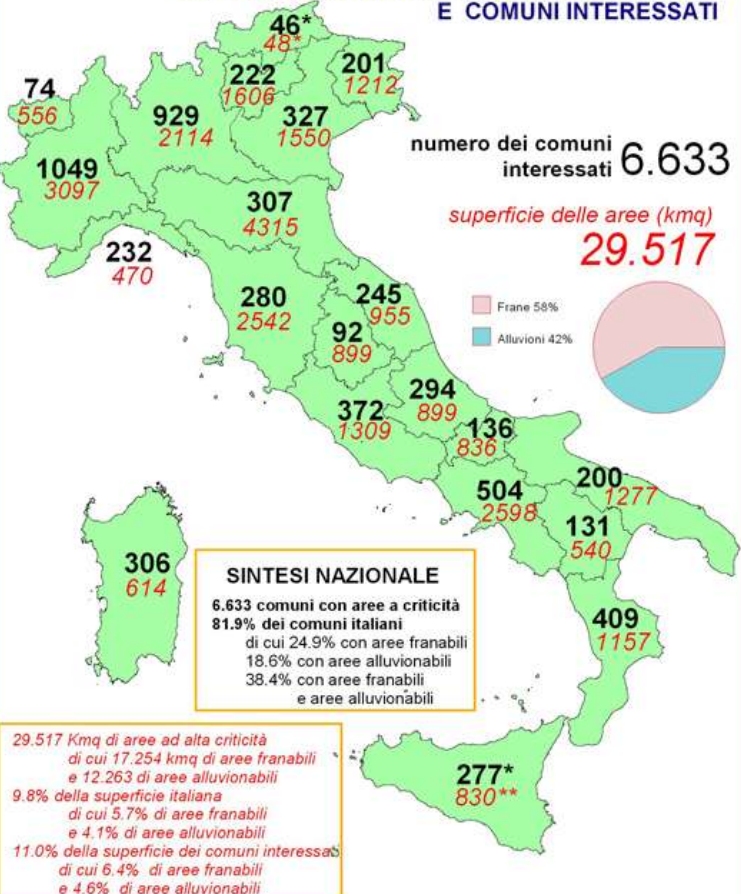 E COMUNI INTERESSATI
46*
48*
74
556
222
1606
201
1212
929
2114
327
1550
numero dei comuni
interessati 6.633
1049
3097
307
4315
superficie delle aree (kmq)
29.517
232
470
280
2542
245
955
Frane 58%
92
899
Alluvioni 42%
294
899
372
1309
136
836
200
1277
504
2598
131
540
306
614
SINTESI NAZIONALE
6.633 comuni con aree a criticità
81.9% dei comuni italiani
di cui 24.9% con aree franabili
18.6% con aree alluvionabili
38.4% con aree franabili
e aree alluvionabili
409
1157
29.517 Kmq di aree ad alta criticità
di cui 17.254 kmq di aree franabili
e 12.263 di aree alluvionabili
9.8% della superficie italiana
di cui 5.7% di aree franabili
e 4.1% di aree alluvionabili
11.0% della superficie dei comuni interessati
di cui 6.4% di aree franabili
e 4.6% di aree alluvionabili
277*
830**